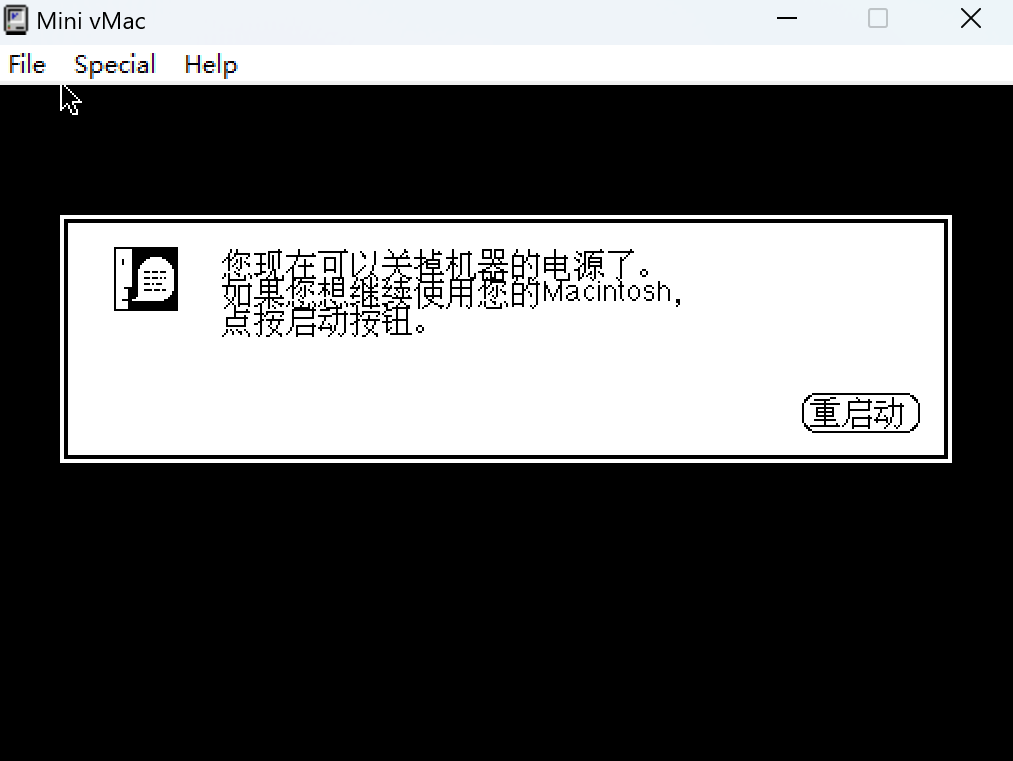 Mini vMac
File Special Help
您现在可以关掉机器的电源了。
如果您想继续使用您的Macintosh,
点按启动按钮。
重启动